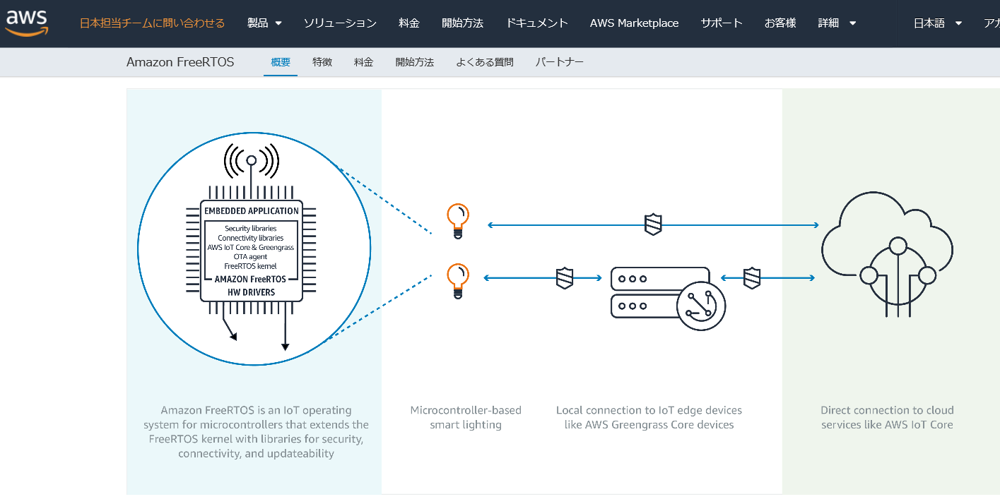 aws
日本担当チームに問い合わせる 製品 ソリューション 料金 開始方法 ドキュメント AWS Marketplace サポート お客様 詳細 日本語
Amazon FreeRTOS 概要 特徴 料金 開始方法 よくある質問 パートナー
EMBEDDED APPLICATION
Security libraries
Connectivity libraries
AWS IoT Core & Greengrass
OTA agent
FreeRTOS kernel
AMAZON FreeRTOS
HW DRIVERS
Amazon FreeRTOS is an IoT operating
system for microcontrollers that extends the
FreeRTOS kernel with libraries for security,
connectivity, and updateability
Microcontroller-based
smart lighting
Local connection to IoT edge devices
like AWS Greengrass Core devices
Direct connection to cloud
services like AWS IoT Core